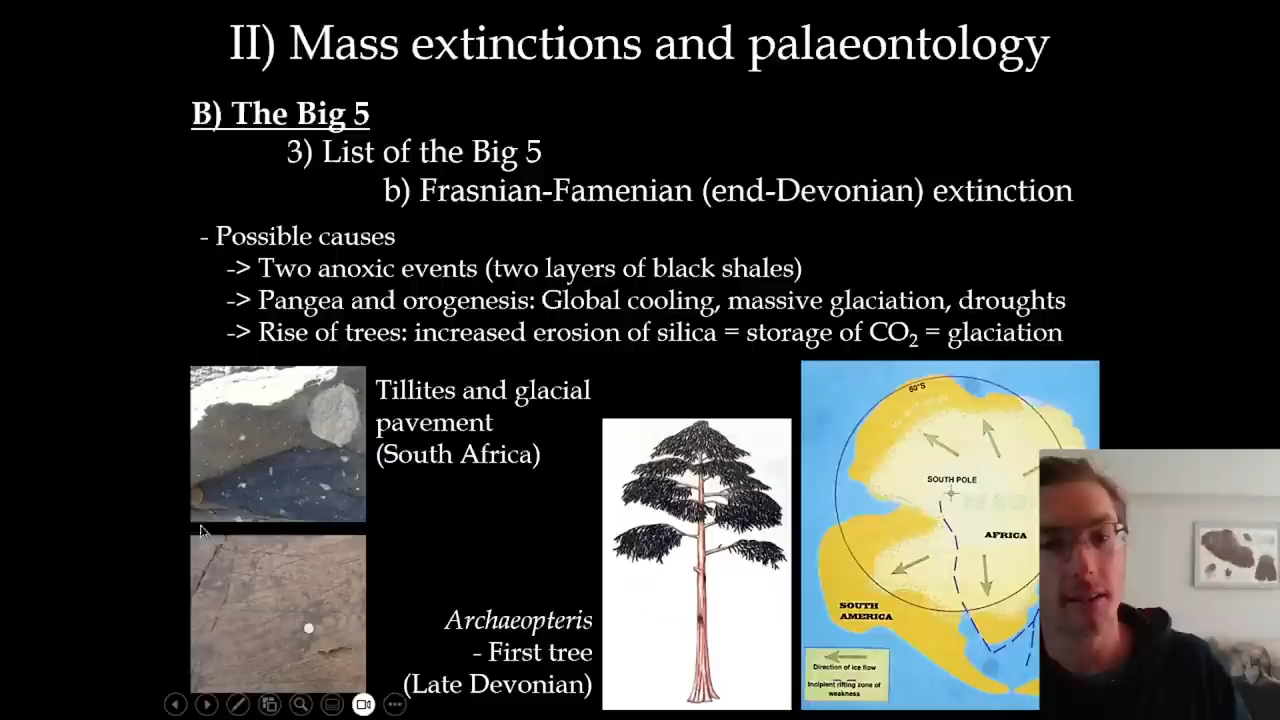 II) Mass extinctions and palaeontology
B) The Big 5
3) List of the Big 5
b) Frasnian-Famenian (end-Devonian) extinction
- Possible causes
-> Two anoxic events (two layers of black shales)
-> Pangea and orogenesis: Global cooling, massive glaciation, droughts
-> Rise of trees: increased erosion of silica = storage of CO₂ = glaciation
Tillites and glacial
pavement
(South Africa)
Archaeopteris
- First tree
(Late Devonian)
60°S
SOUTH POLE
AFRICA
SOUTH
AMERICA
Direction of ice flow
Incipient rifting zone of
weakness